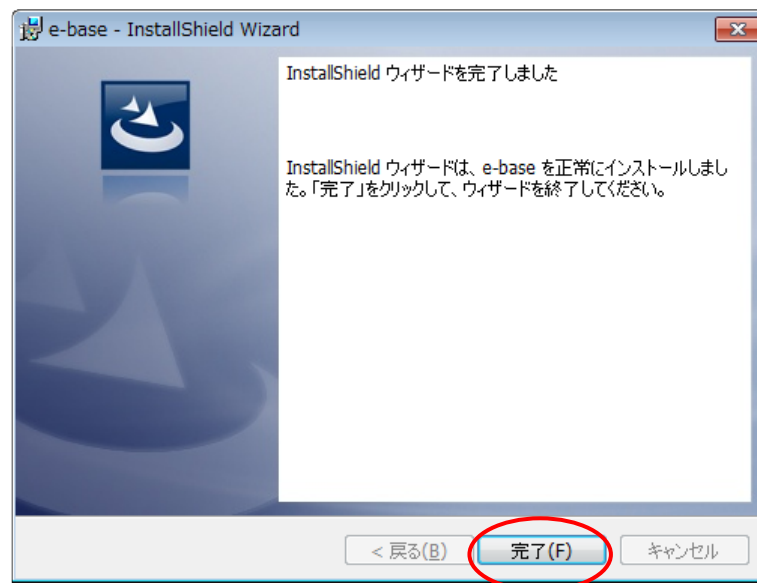 e-base - InstallShield Wizard
InstallShield ウィザードを完了しました
InstallShield ウィザードは、e-base を正常にインストールしまし
た。「完了」をクリックして、ウィザードを終了してください。
< 戻る(B) 完了(F) キャンセル